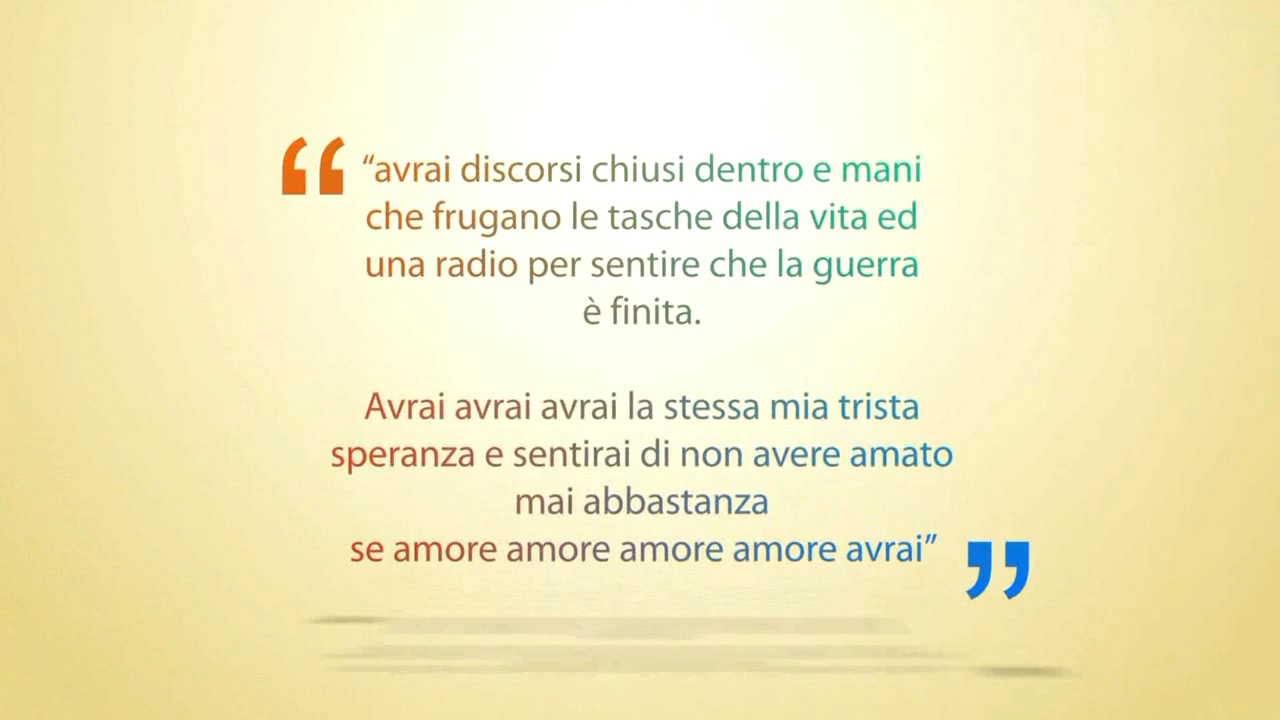 “avrai discorsi chiusi dentro e mani
che frugano le tasche della vita ed
una radio per sentire che la guerra
è finita.
Avrai avrai avrai la stessa mia trista
speranza e sentirai di non avere amato
mai abbastanza
se amore amore amore amore avrai”